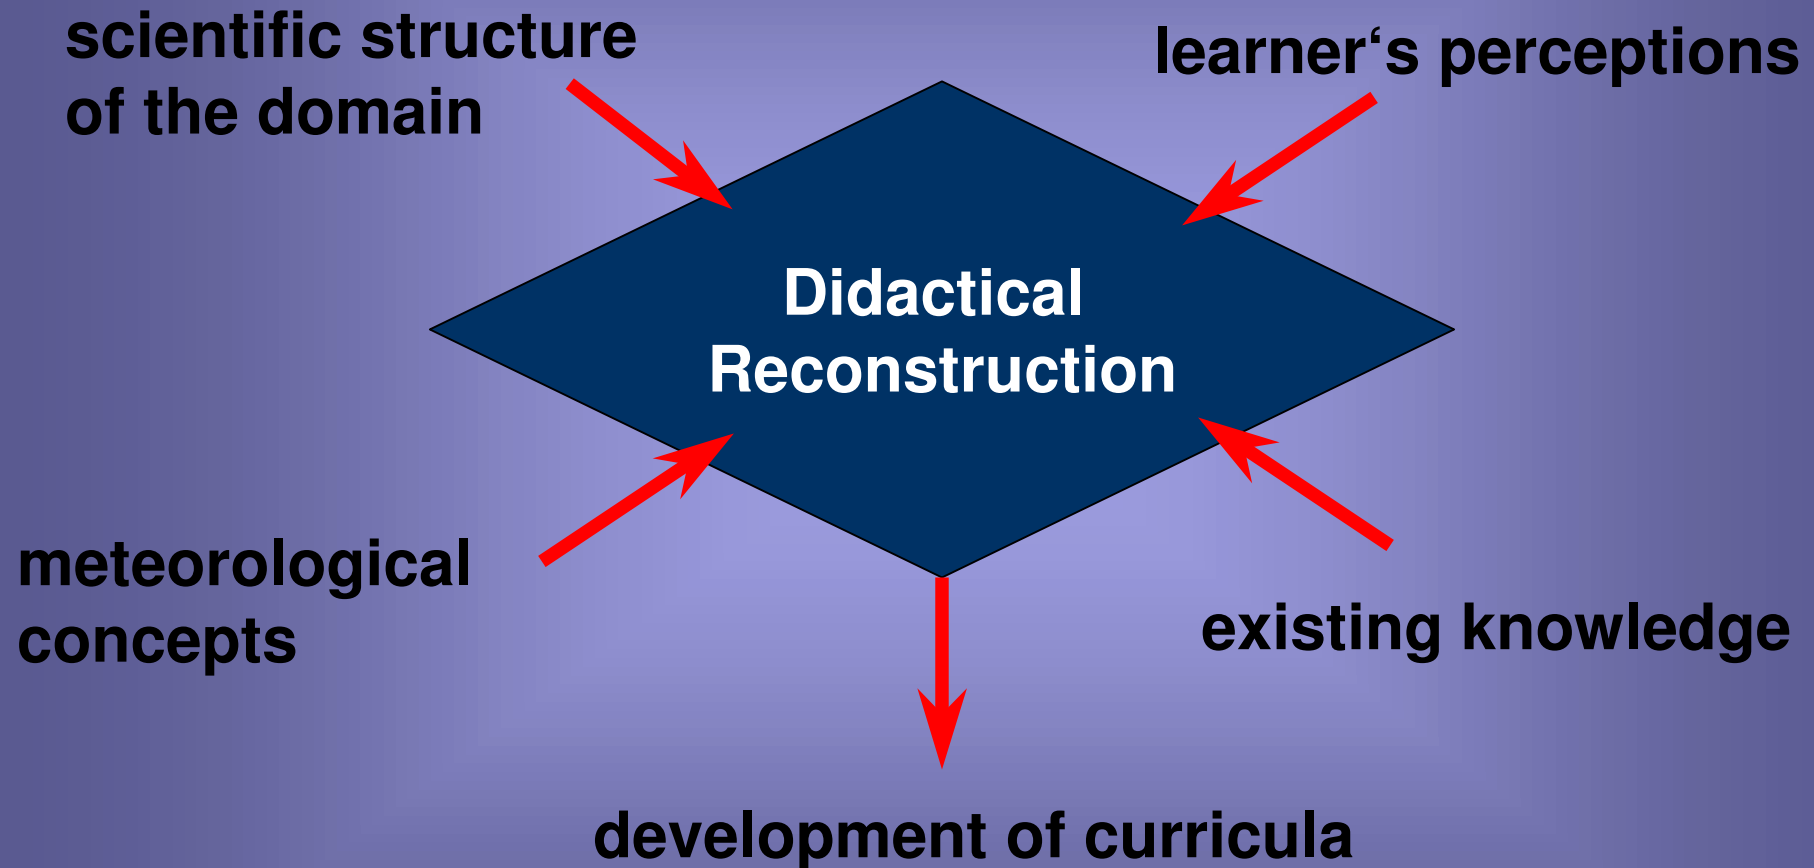 scientific structure
of the domain
learner‘s perceptions
Didactical
Reconstruction
meteorological
concepts
existing knowledge
development of curricula